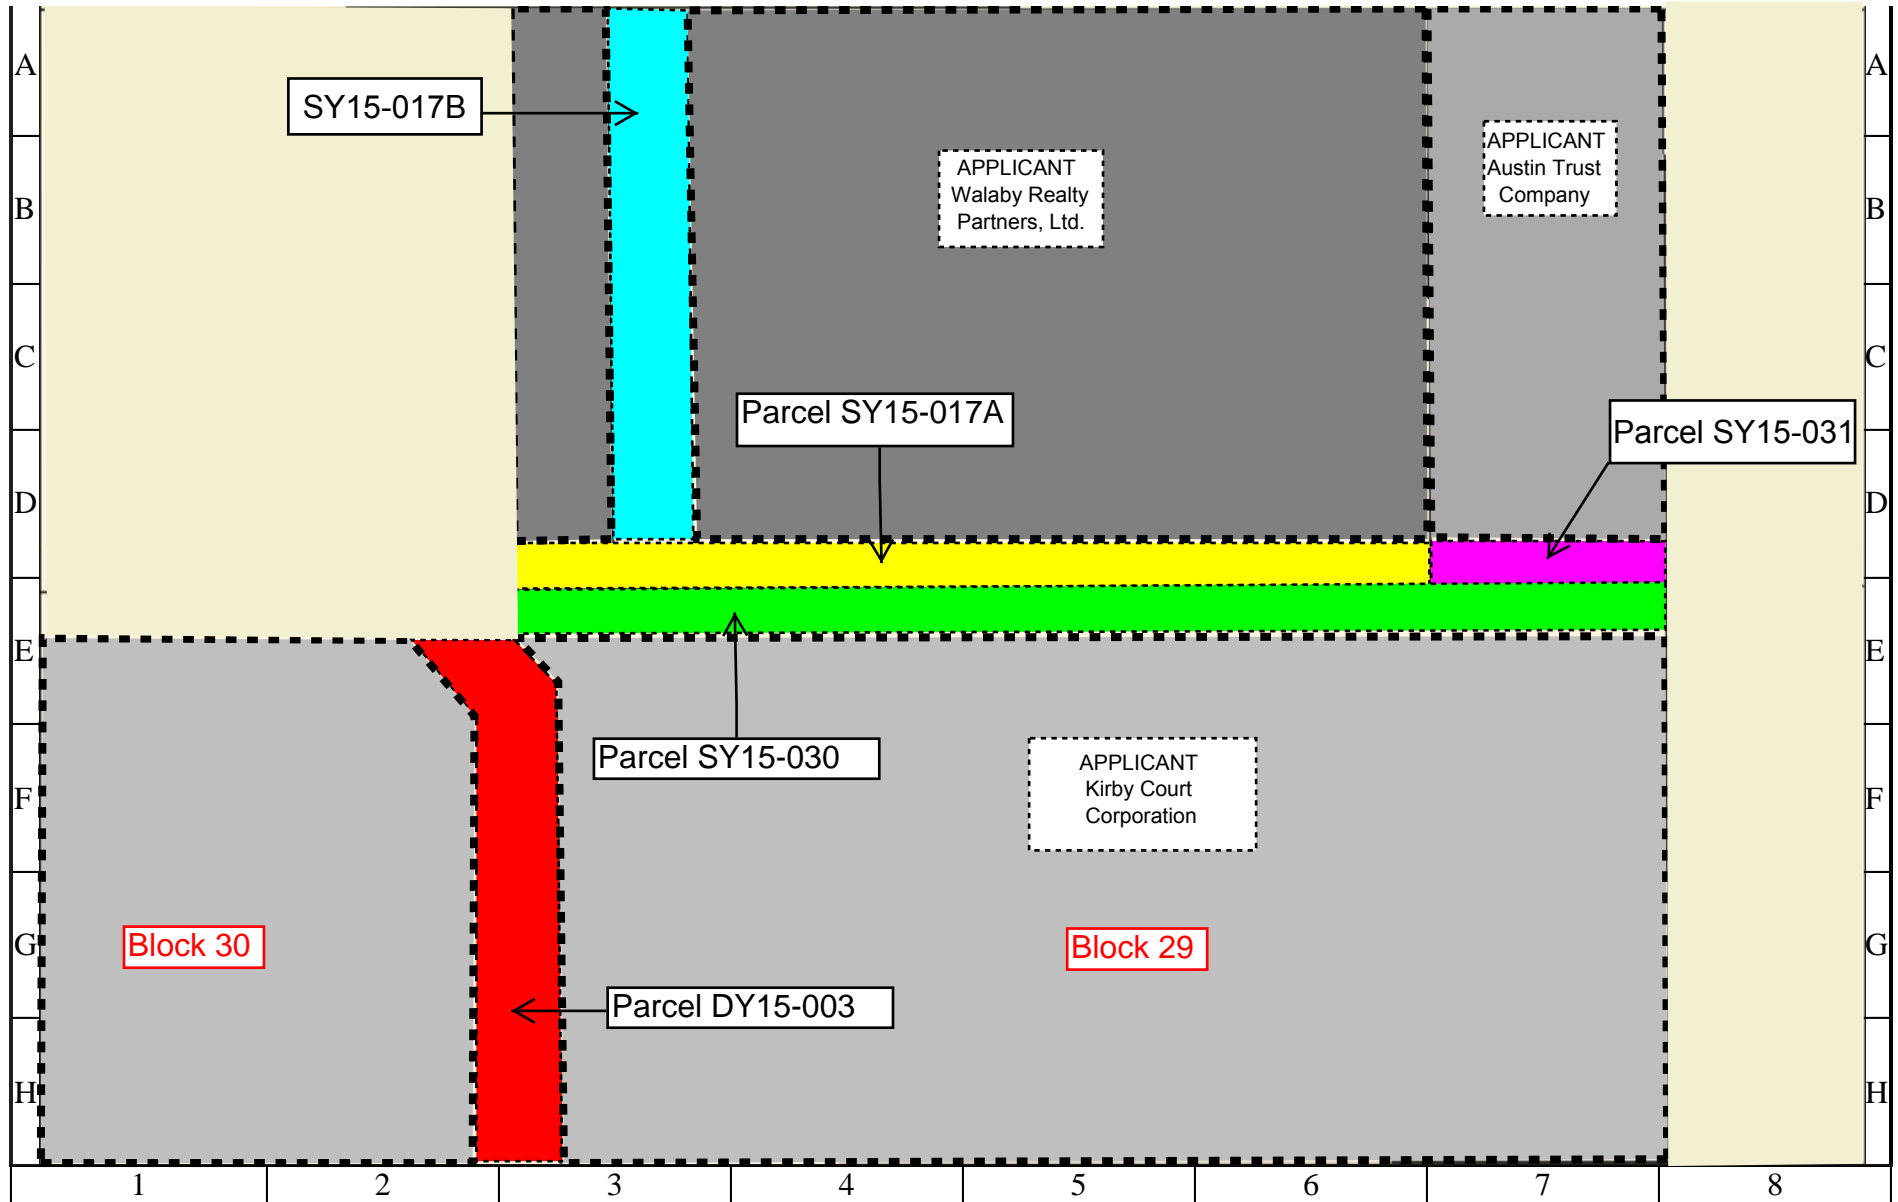 A
A
SY15-017B
APPLICANT
Walaby Realty
Partners, Ltd.
APPLICANT
Austin Trust
Company
B
B
C
C
Parcel SY15-017A
Parcel SY15-031
D
D
E
E
Parcel SY15-030
APPLICANT
Kirby Court
Corporation
F
F
Block 30
Block 29
G
G
Parcel DY15-003
H
H
1
2
3
4
5
6
7
8